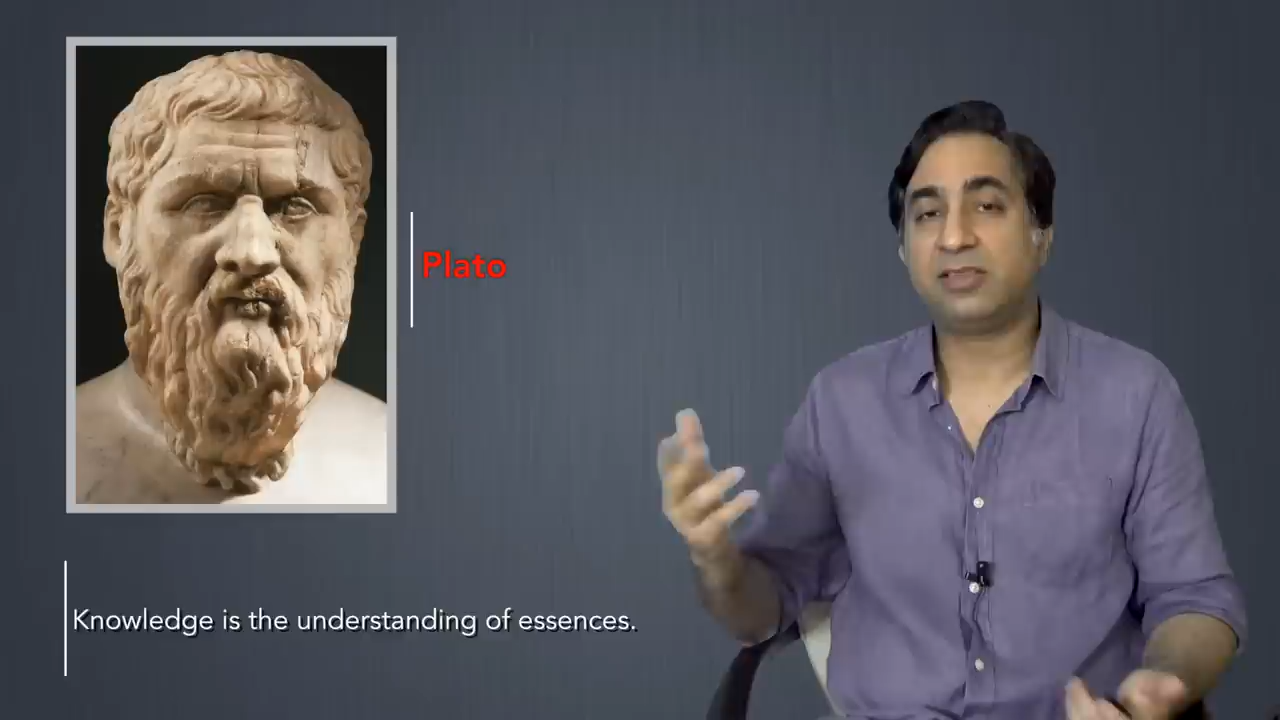 Plato
Knowledge is the understanding of essences.